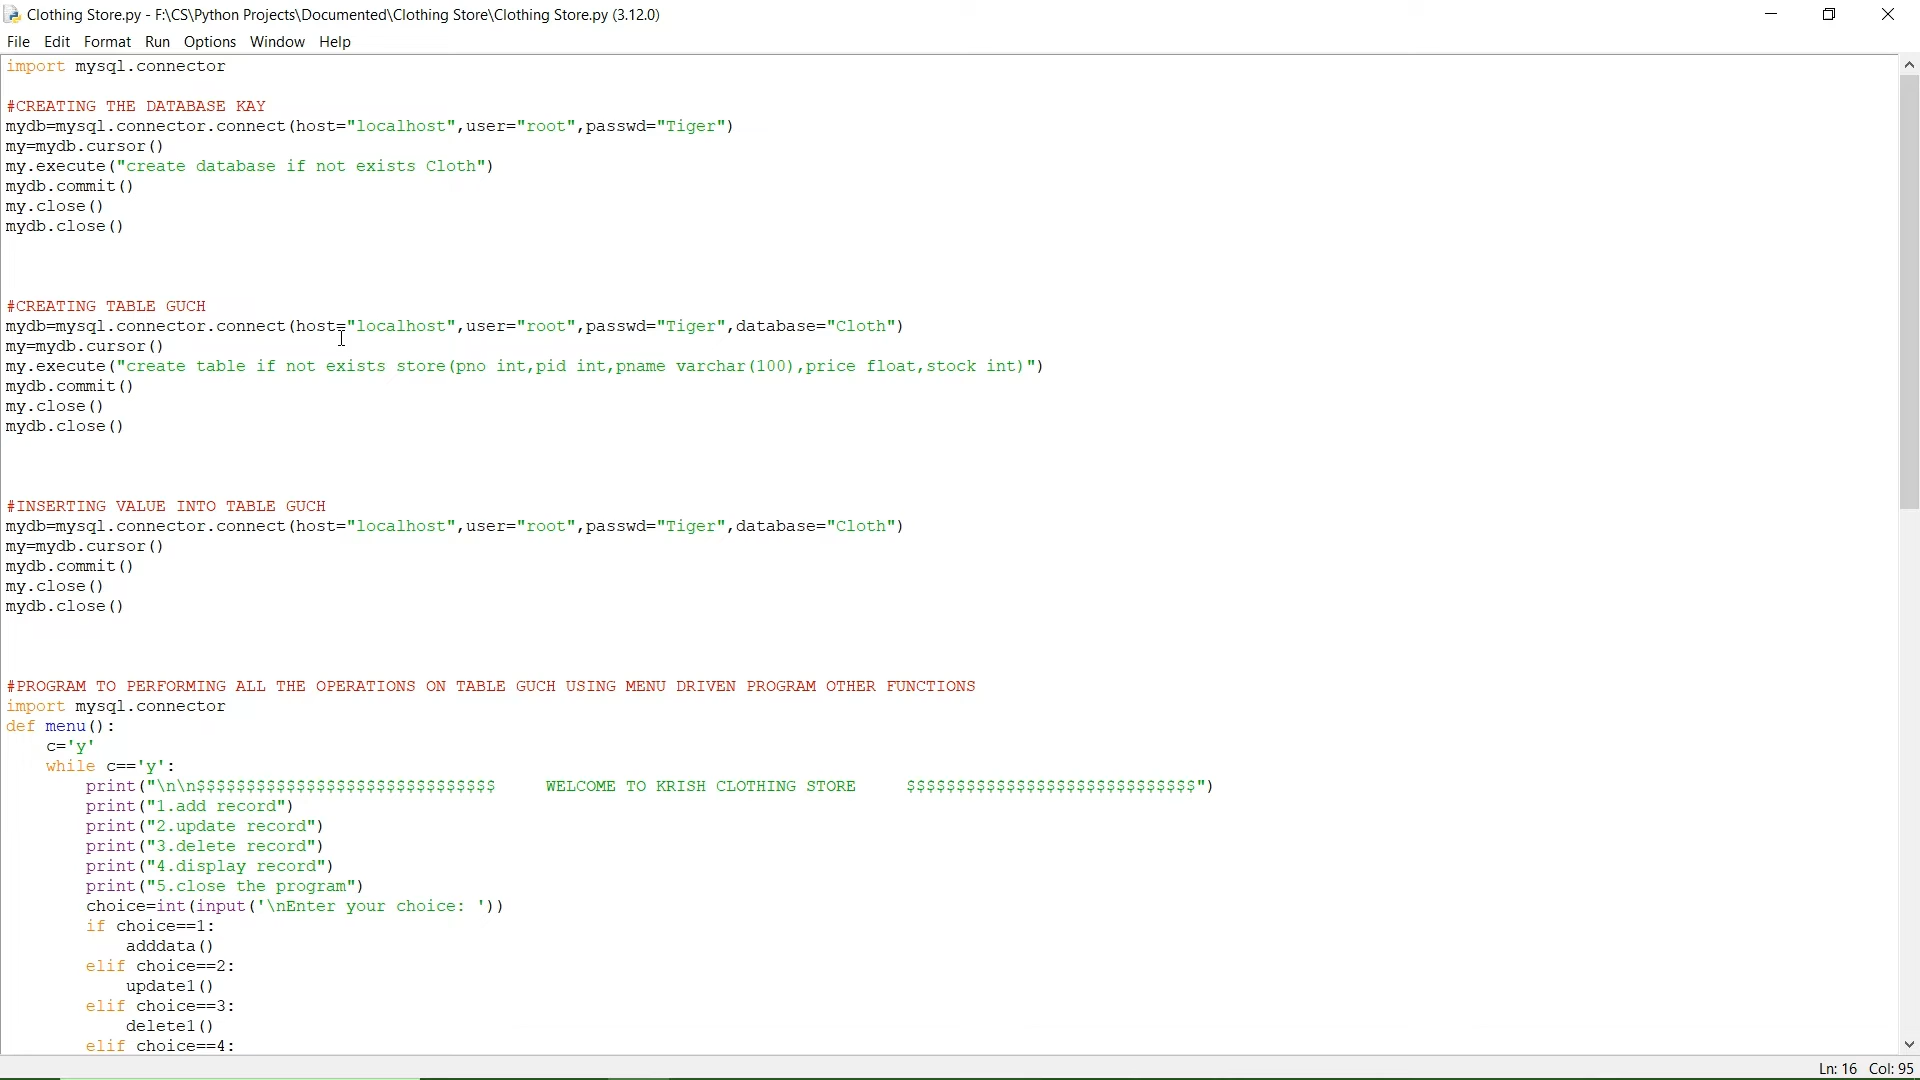 Clothing Store.py - F:\CS\Python Projects\Documented\Clothing Store\Clothing Store.py (3.12.0)
File Edit Format Run Options Window Help
import mysql.connector
#CREATING THE DATABASE KAY
mydb=mysql.connector.connect(host="localhost",user="root",passwd="Tiger")
my=mydb.cursor()
my.execute("create database if not exists Cloth")
mydb.commit()
my.close()
mydb.close()
#CREATING TABLE GUCH
mydb=mysql.connector.connect(host="localhost",user="root",passwd="Tiger",database="Cloth")
my=mydb.cursor()
my.execute("create table if not exists store(pno int,pid int,pname varchar(100),price float,stock int)")
mydb.commit()
my.close()
mydb.close()
#INSERTING VALUE INTO TABLE GUCH
mydb=mysql.connector.connect(host="localhost",user="root",passwd="Tiger",database="Cloth")
my=mydb.cursor()
mydb.commit()
my.close()
mydb.close()
#PROGRAM TO PERFORMING ALL THE OPERATIONS ON TABLE GUCH USING MENU DRIVEN PROGRAM OTHER FUNCTIONS
import mysql.connector
def menu():
    c='y'
    while c=='y':
        print("\n\n$$$$$$$$$$$$$$$$$$$$$$$$$$$$$$     WELCOME TO KRISH CLOTHING STORE     $$$$$$$$$$$$$$$$$$$$$$$$$$$$$")
        print("1.add record")
        print("2.update record")
        print("3.delete record")
        print("4.display record")
        print("5.close the program")
        choice=int(input('\nEnter your choice: '))
        if choice==1:
            adddata()
        elif choice==2:
            update1()
        elif choice==3:
            delete1()
        elif choice==4:
Ln: 16 Col: 95